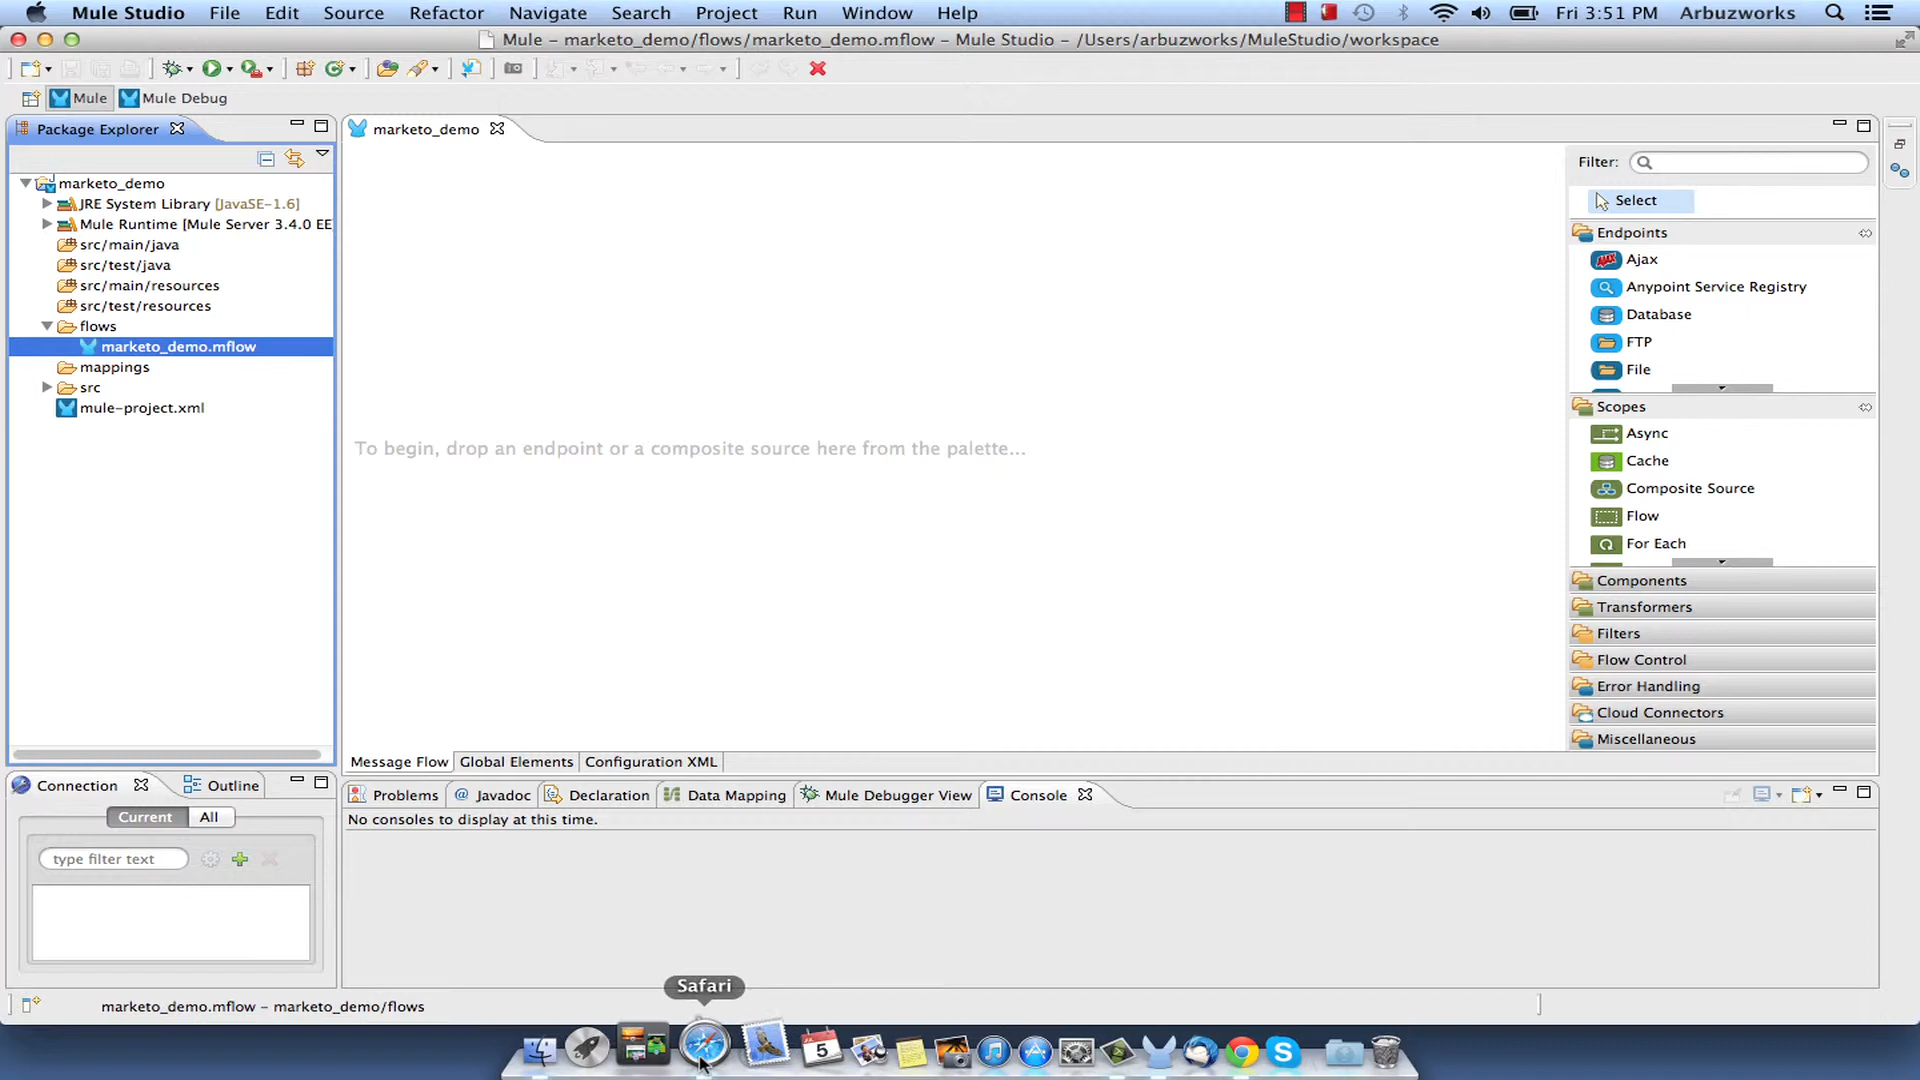 Mule Studio File Edit Source Refactor Navigate Search Project Run Window Help Fri 3:51 PM Arbuzworks
Mule – marketo_demo/flows/marketo_demo.mflow – Mule Studio – /Users/arbuzworks/MuleStudio/workspace
Mule Mule Debug
Package Explorer
marketo_demo
JRE System Library [JavaSE-1.6]
Mule Runtime [Mule Server 3.4.0 EE
src/main/java
src/test/java
src/main/resources
src/test/resources
flows
marketo_demo.mflow
mappings
src
mule-project.xml
marketo_demo
To begin, drop an endpoint or a composite source here from the palette...
Filter:
Select
Endpoints
Ajax
Anypoint Service Registry
Database
FTP
File
Scopes
Async
Cache
Composite Source
Flow
For Each
Components
Transformers
Filters
Flow Control
Error Handling
Cloud Connectors
Miscellaneous
Message Flow Global Elements Configuration XML
Connection Outline
Current All
type filter text
Problems @ Javadoc Declaration Data Mapping Mule Debugger View Console
No consoles to display at this time.
marketo_demo.mflow – marketo_demo/flows
Safari
5